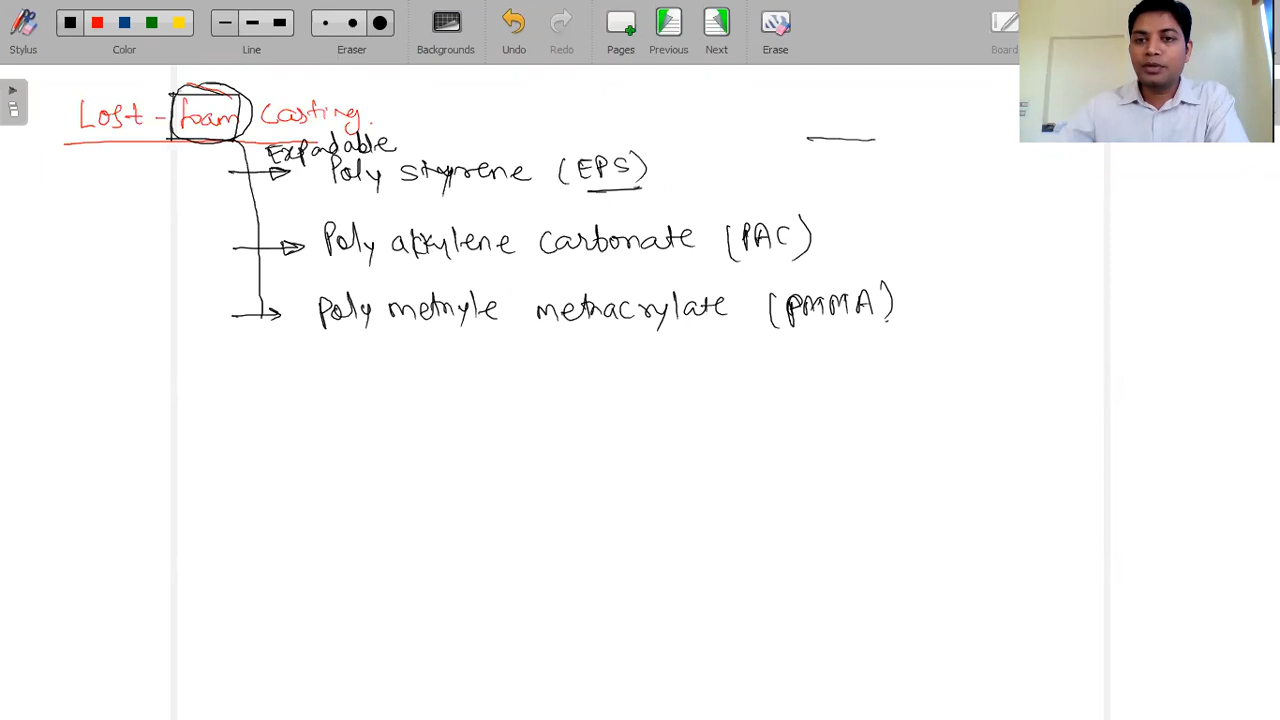 Stylus Color Line Eraser Backgrounds Undo Redo Pages Previous Next Erase Board
Lost - foam casting.
Expadable
Poly styrene (EPS)
Poly alkylene carbonate (PAC)
Poly methyle methacrylate (PMMA)